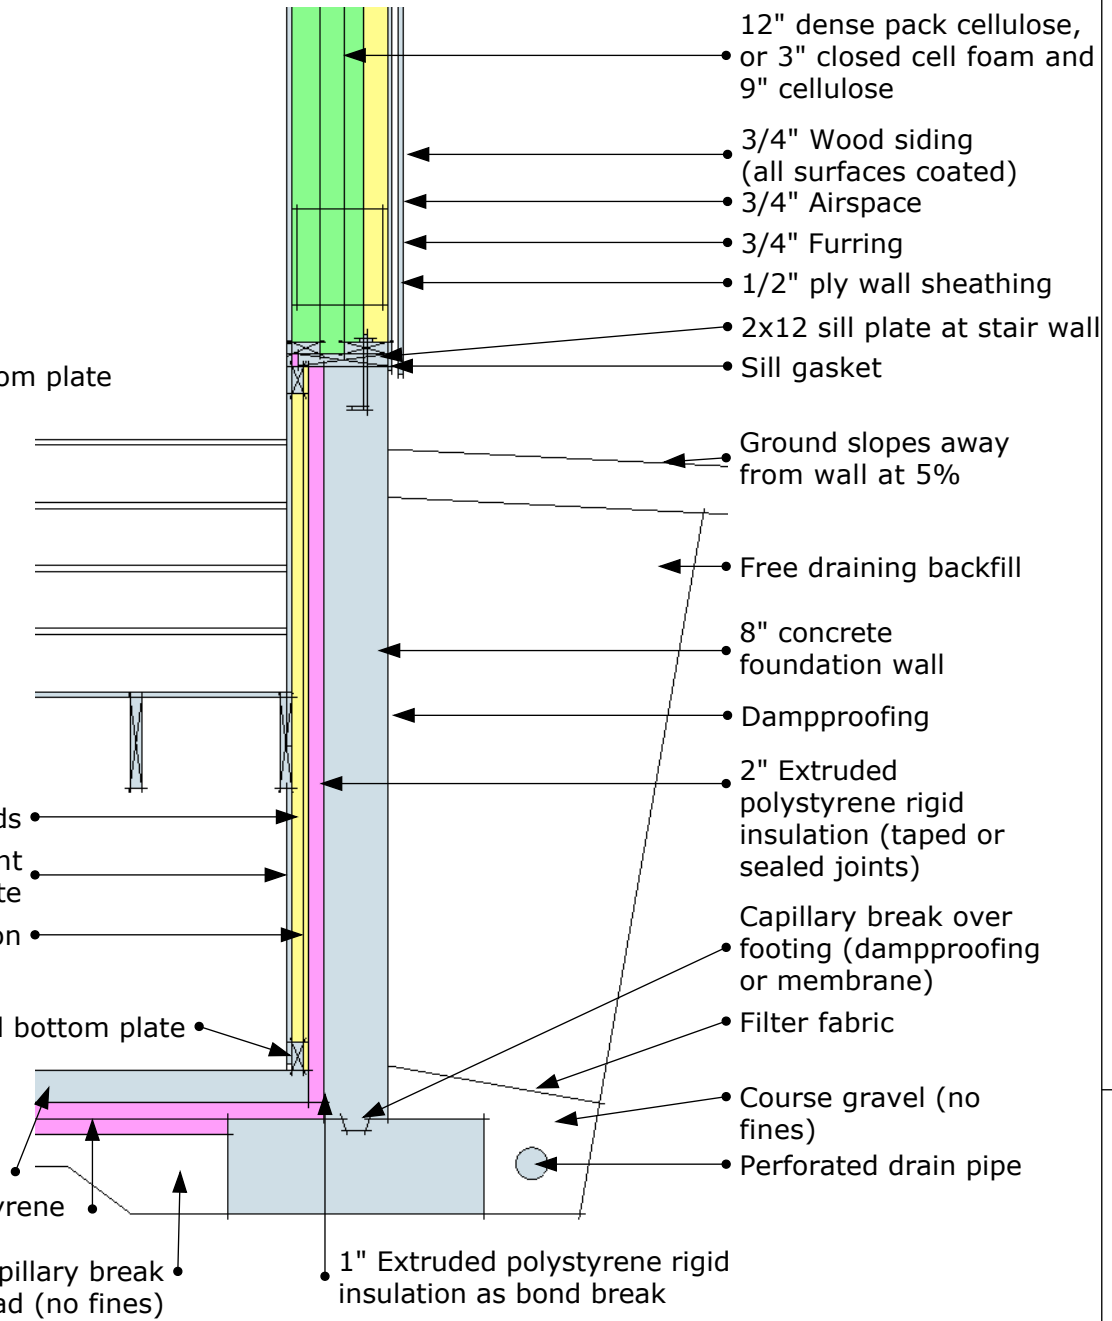 12" dense pack cellulose,
or 3" closed cell foam and
9" cellulose
3/4" Wood siding
(all surfaces coated)
3/4" Airspace
3/4" Furring
1/2" ply wall sheathing
2x12 sill plate at stair wall
Sill gasket
om plate
Ground slopes away
from wall at 5%
Free draining backfill
8" concrete
foundation wall
Dampproofing
2" Extruded
polystyrene rigid
insulation (taped or
sealed joints)
ds
nt
te
on
Capillary break over
footing (dampproofing
or membrane)
Filter fabric
bottom plate
Course gravel (no
fines)
Perforated drain pipe
yrene
pillary break
ad (no fines)
1" Extruded polystyrene rigid
insulation as bond break